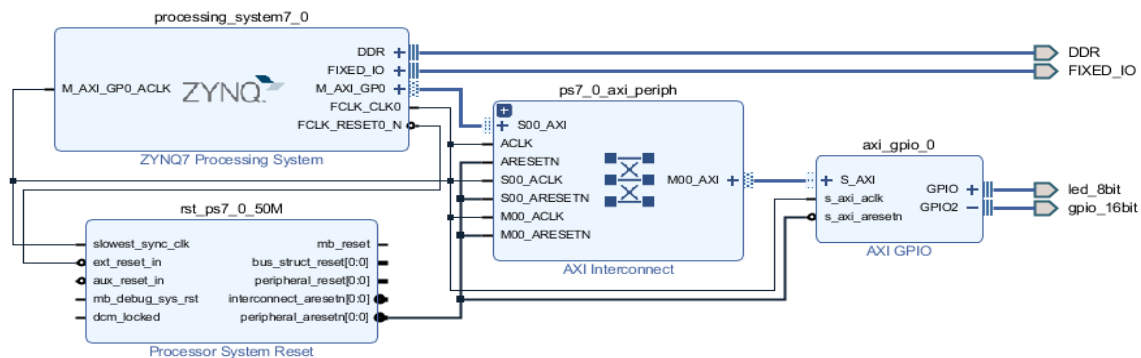 processing_system7_0
DDR
FIXED_IO
M_AXI_GP0_ACLK
ZYNQ
M_AXI_GP0
FCLK_CLK0
FCLK_RESET0_N
ZYNQ7 Processing System
DDR
FIXED_IO
ps7_0_axi_periph
S00_AXI
ACLK
ARESETN
S00_ACLK
M00_AXI
S00_ARESETN
M00_ACLK
M00_ARESETN
AXI Interconnect
axi_gpio_0
S_AXI
s_axi_aclk
s_axi_aresetn
GPIO
GPIO2
AXI GPIO
led_8bit
gpio_16bit
rst_ps7_0_50M
slowest_sync_clk
ext_reset_in
aux_reset_in
mb_debug_sys_rst
dcm_locked
mb_reset
bus_struct_reset[0:0]
peripheral_reset[0:0]
interconnect_aresetn[0:0]
peripheral_aresetn[0:0]
Processor System Reset